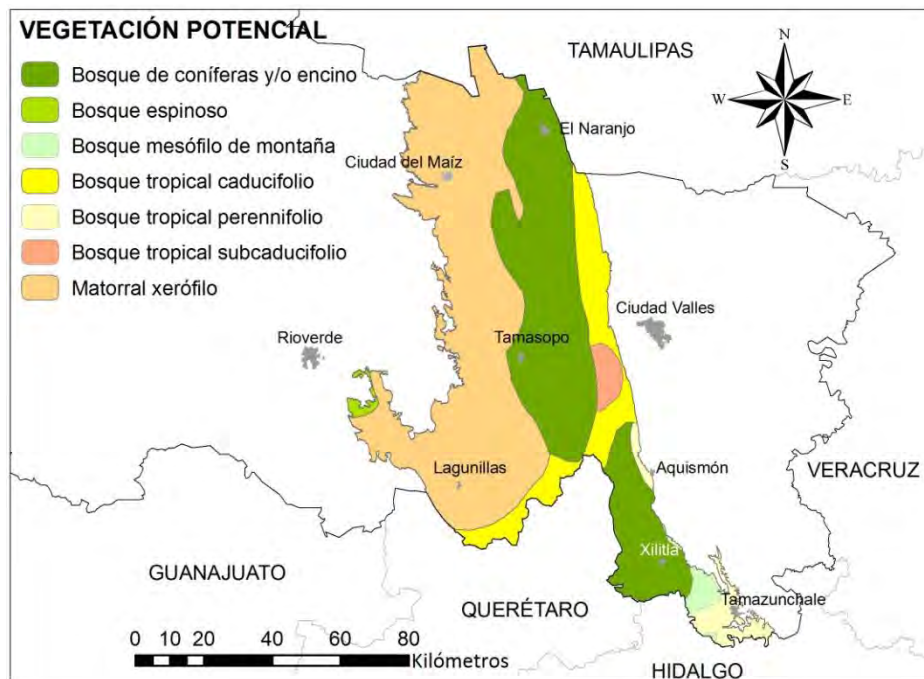 VEGETACIÓN POTENCIAL
Bosque de coníferas y/o encino
Bosque espinoso
Bosque mesófilo de montaña
Bosque tropical caducifolio
Bosque tropical perennifolio
Bosque tropical subcaducifolio
Matorral xerófilo
TAMAULIPAS
N
W
E
S
El Naranjo
Ciudad del Maíz
Ciudad Valles
Rioverde
Tamasopo
Lagunillas
Aquismón
VERACRUZ
Xilitla
GUANAJUATO
Tamazunchale
QUERÉTARO
HIDALGO
0 10 20 40 60 80
Kilómetros